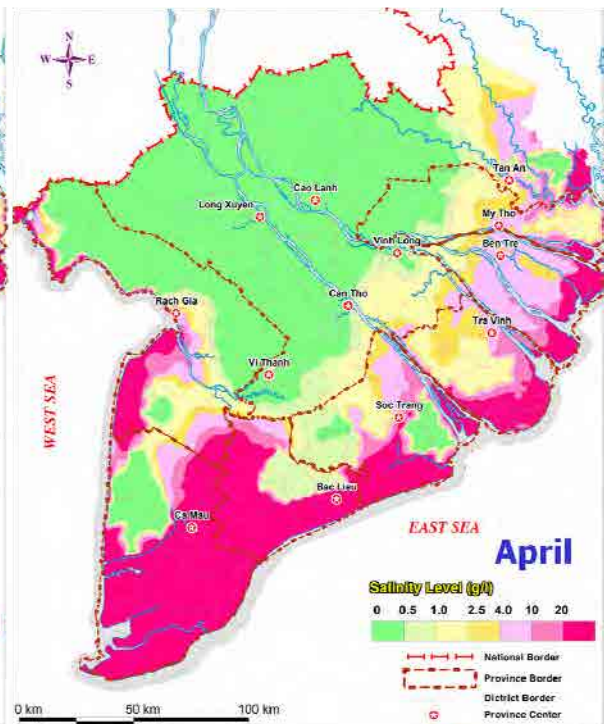 N
W E
S
Tan An
Cao Lanh
Long Xuyen
My Tho
Vinh Long
Ben Tre
Rach Gia
Can Tho
Tra Vinh
Vi Thanh
Soc Trang
WEST SEA
Bac Lieu
Ca Mau
EAST SEA
April
Salinity Level (g/l)
0 0.5 1.0 2.5 4.0 10 20
National Border
Province Border
District Border
Province Center
0 km 50 km 100 km